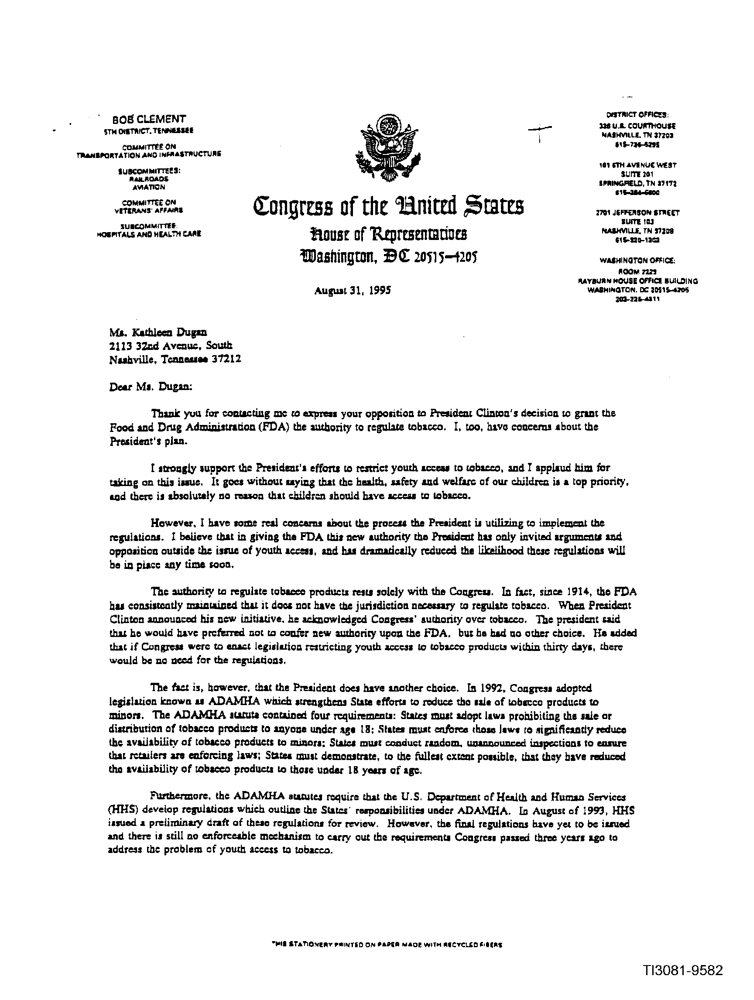 BOB CLEMENT
5TH DISTRICT, TENNESSEE
COMMITTEE ON
TRANSPORTATION AND INFRASTRUCTURE
SUBCOMMITTEES:
RAILROADS
AVIATION
COMMITTEE ON
VETERANS' AFFAIRS
SUBCOMMITTEE:
HOSPITALS AND HEALTH CARE
Congress of the United States
House of Representatives
Washington, DC 20515-4205
August 31, 1995
DISTRICT OFFICES:
U.S. COURTHOUSE
NASHVILLE, TN 37203
615-736-5295
101 5TH AVENUE WEST
SUITE 201
SPRINGFIELD, TN 37172
615-384-6600
2701 JEFFERSON STREET
SUITE 103
NASHVILLE, TN 37208
615-320-1363
WASHINGTON OFFICE:
ROOM 2229
RAYBURN HOUSE OFFICE BUILDING
WASHINGTON, DC 20515-4205
202-225-4311
Ms. Kathleen Dugan
2113 32nd Avenue, South
Nashville, Tennessee 37212
Dear Ms. Dugan:
Thank you for contacting me to express your opposition to President Clinton's decision to grant the
Food and Drug Administration (FDA) the authority to regulate tobacco. I, too, have concerns about the
President's plan.
I strongly support the President's efforts to restrict youth access to tobacco, and I applaud him for
taking on this issue. It goes without saying that the health, safety and welfare of our children is a top priority,
and there is absolutely no reason that children should have access to tobacco.
However, I have some real concerns about the process the President is utilizing to implement the
regulations. I believe that in giving the FDA this new authority the President has only invited arguments and
opposition outside the issue of youth access, and has dramatically reduced the likelihood these regulations will
be in place any time soon.
The authority to regulate tobacco products rests solely with the Congress. In fact, since 1914, the FDA
has consistently maintained that it does not have the jurisdiction necessary to regulate tobacco. When President
Clinton announced his new initiative, he acknowledged Congress' authority over tobacco. The president said
that he would have preferred not to confer new authority upon the FDA, but he had no other choice. He added
that if Congress were to enact legislation restricting youth access to tobacco products within thirty days, there
would be no need for the regulations.
The fact is, however, that the President does have another choice. In 1992, Congress adopted
legislation known as ADAMHA which strengthens State efforts to reduce the sale of tobacco products to
minors. The ADAMHA statute contained four requirements: States must adopt laws prohibiting the sale or
distribution of tobacco products to anyone under age 18; States must enforce those laws to significantly reduce
the availability of tobacco products to minors; States must conduct random, unannounced inspections to ensure
that retailers are enforcing laws; States must demonstrate, to the fullest extent possible, that they have reduced
the availability of tobacco products to those under 18 years of age.
Furthermore, the ADAMHA statutes require that the U.S. Department of Health and Human Services
(HHS) develop regulations which outline the States' responsibilities under ADAMHA. In August of 1993, HHS
issued a preliminary draft of these regulations for review. However, the final regulations have yet to be issued
and there is still no enforceable mechanism to carry out the requirements Congress passed three years ago to
address the problem of youth access to tobacco.
THIS STATIONERY PRINTED ON PAPER MADE WITH RECYCLED FIBERS
TI3081-9582